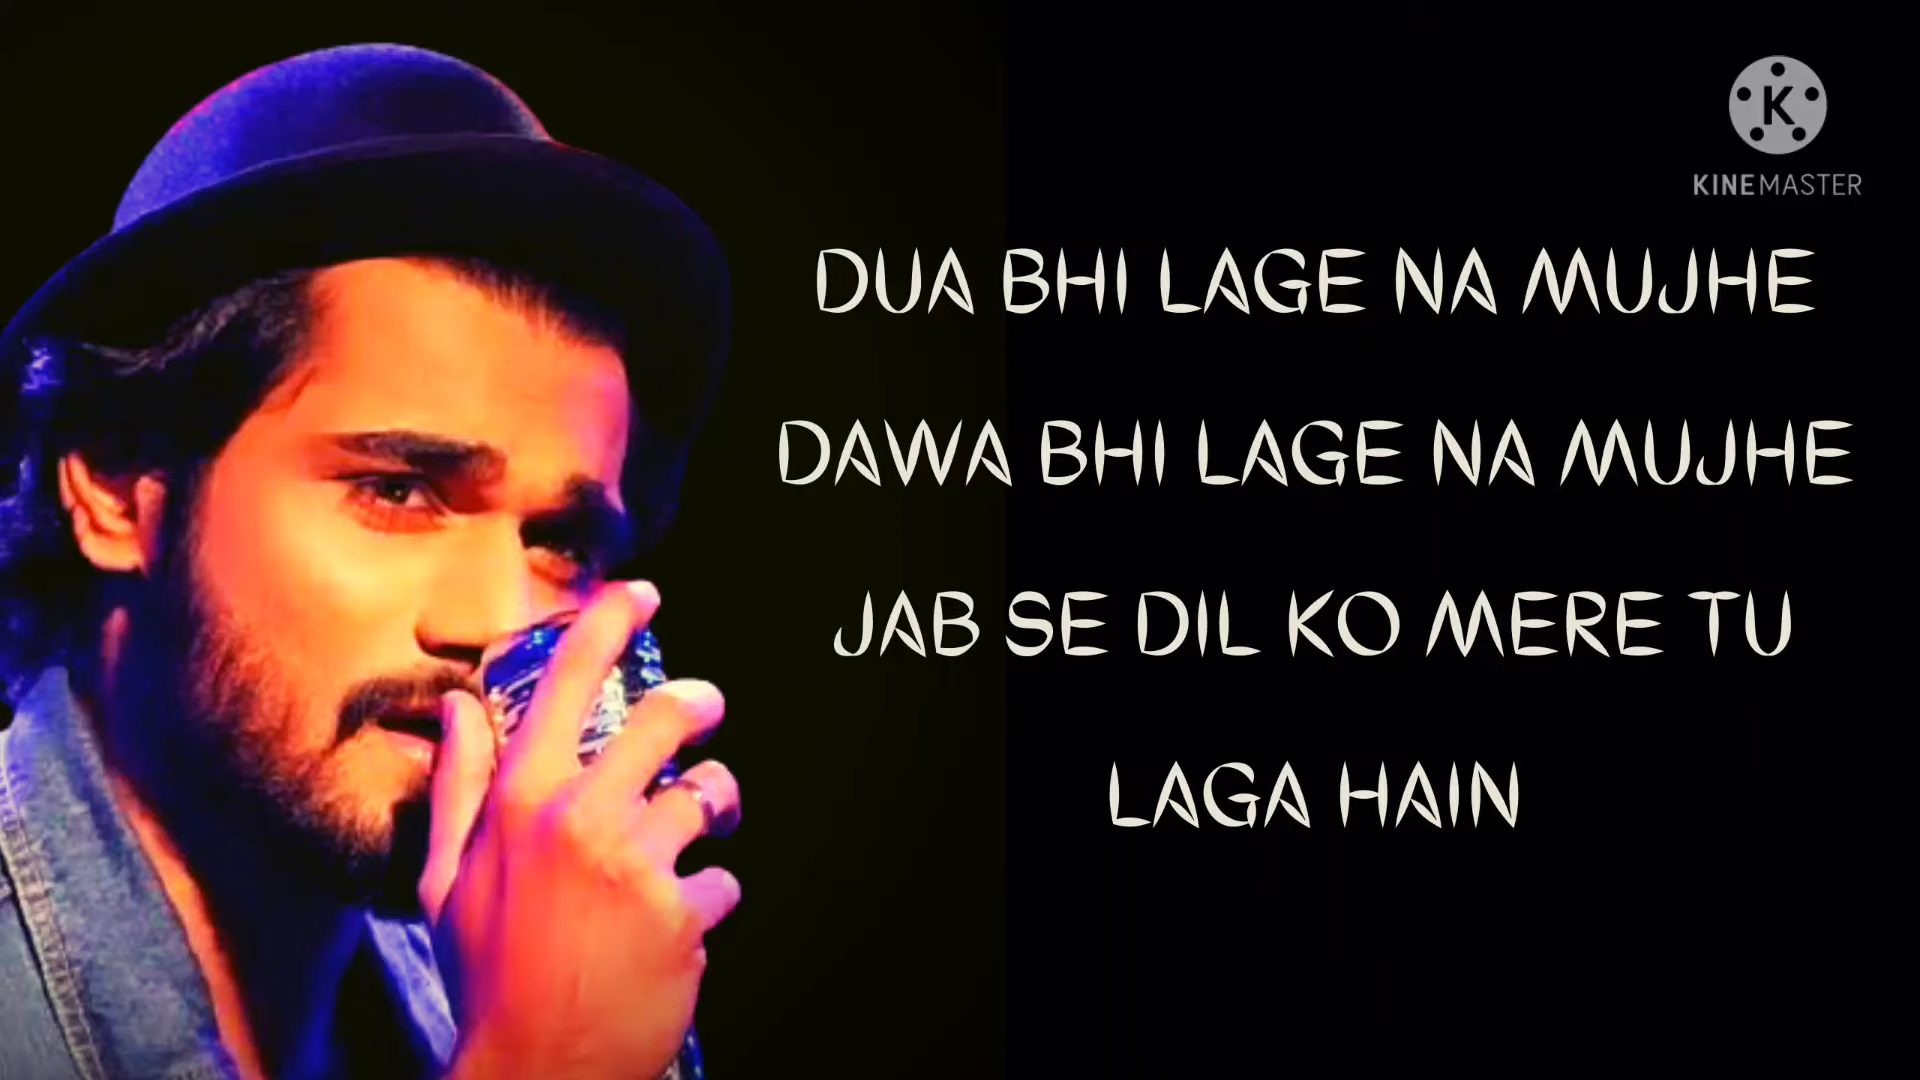 K
KINEMASTER
DUA BHI LAGE NA MUJHE
DAWA BHI LAGE NA MUJHE
JAB SE DIL KO MERE TU
LAGA HAIN